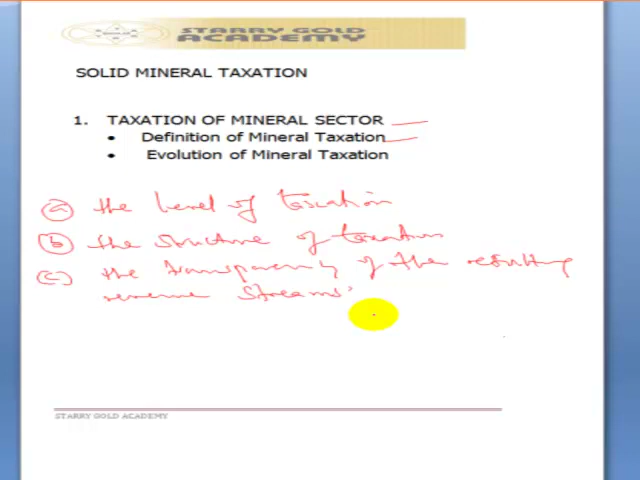 STARRY GOLD
ACADEMY
SOLID MINERAL TAXATION
1. TAXATION OF MINERAL SECTOR
• Definition of Mineral Taxation
• Evolution of Mineral Taxation
(a) the level of taxation
(b) the structure of taxation
(c) the transparency of the resulting
revenue streams.
STARRY GOLD ACADEMY